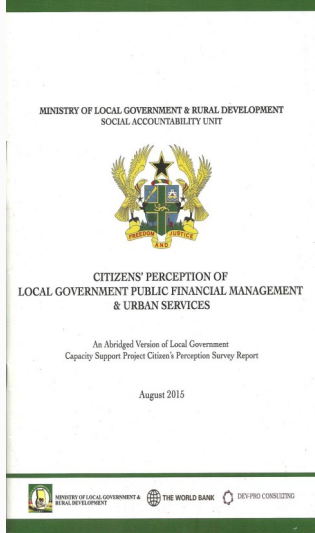 MINISTRY OF LOCAL GOVERNMENT & RURAL DEVELOPMENT
SOCIAL ACCOUNTABILITY UNIT
FREEDOM JUSTICE
AND
CITIZENS' PERCEPTION OF
LOCAL GOVERNMENT PUBLIC FINANCIAL MANAGEMENT
& URBAN SERVICES
An Abridged Version of Local Government
Capacity Support Project Citizen's Perception Survey Report
August 2015
MINISTRY OF LOCAL GOVERNMENT &
RURAL DEVELOPMENT
THE WORLD BANK
DEV-PRO CONSULTING